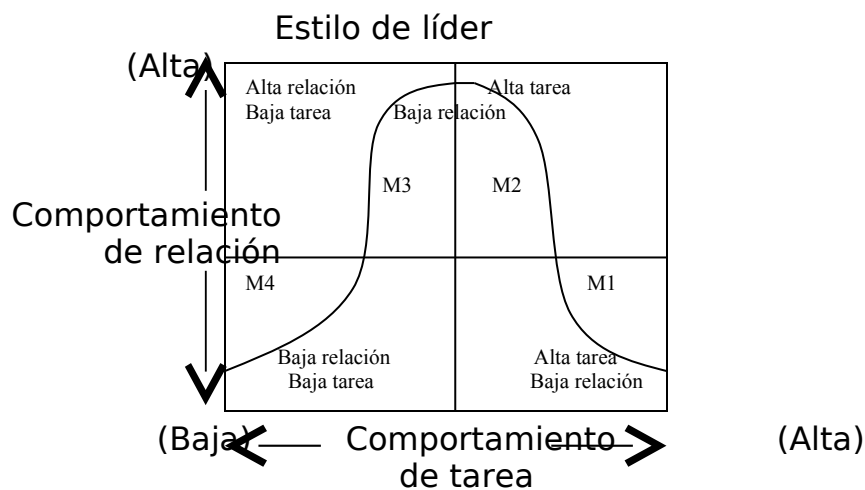 Estilo de líder
(Alta)
Alta relación
Baja tarea
Alta tarea
Baja relación
M3
M2
Comportamiento
de relación
M4
M1
Baja relación
Baja tarea
Alta tarea
Baja relación
(Baja)
Comportamiento
de tarea
(Alta)